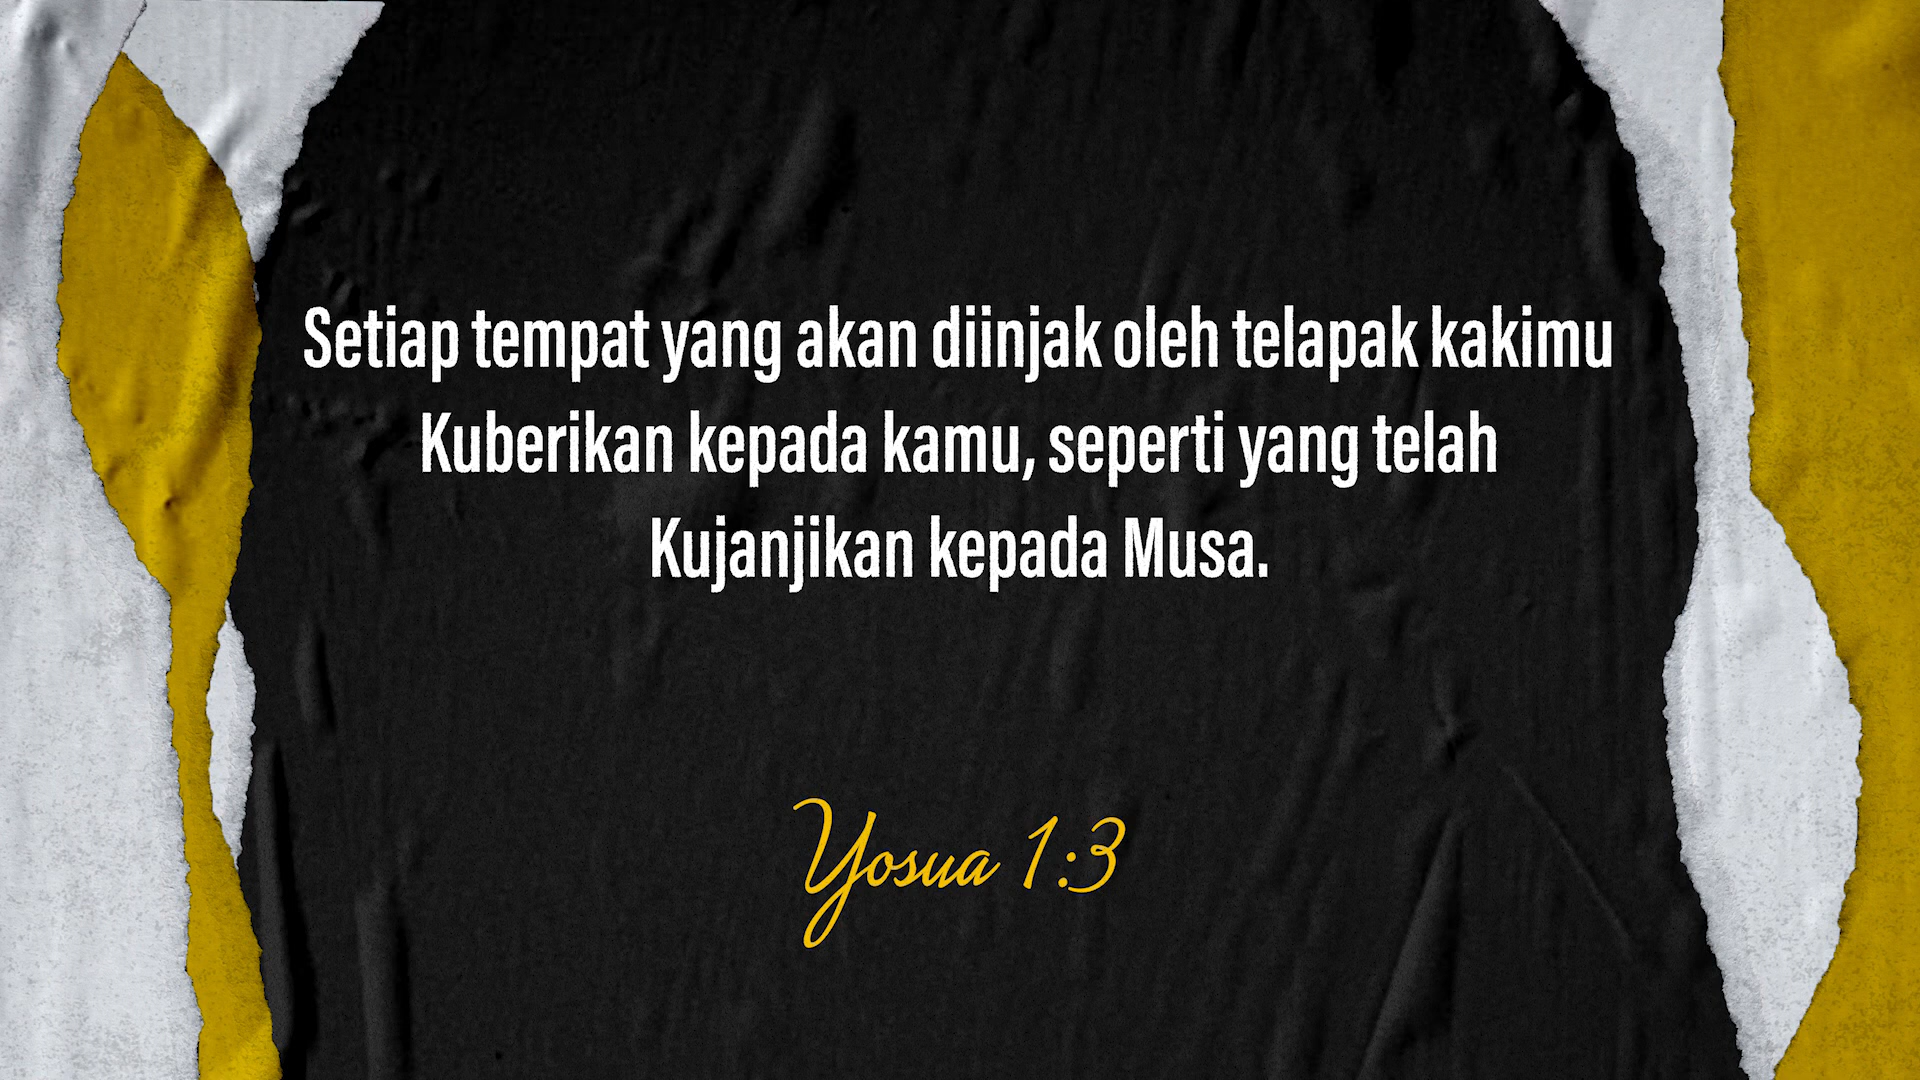 Setiap tempat yang akan diinjak oleh telapak kakimu
Kuberikan kepada kamu, seperti yang telah
Kujanjikan kepada Musa.
Yosua 1:3